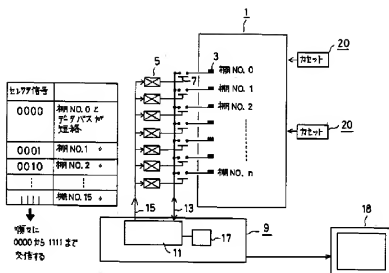 1
20
カセット
5
3
7
棚NO.0
棚NO.1
棚NO.2
棚NO.n
カセット
20
セレクタ信号
0000
棚NO.0と
データバスが
短絡
0001
棚NO.1 〃
0010
棚NO.2 〃
1111
棚NO.15 〃
順次に
0000から1111まで
交信する
15
13
9
11
17
18